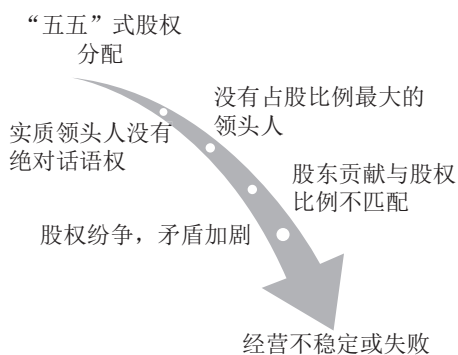 “五五”式股权
分配
没有占股比例最大的
领头人
实质领头人没有
绝对话语权
股东贡献与股权
比例不匹配
股权纷争，矛盾加剧
经营不稳定或失败